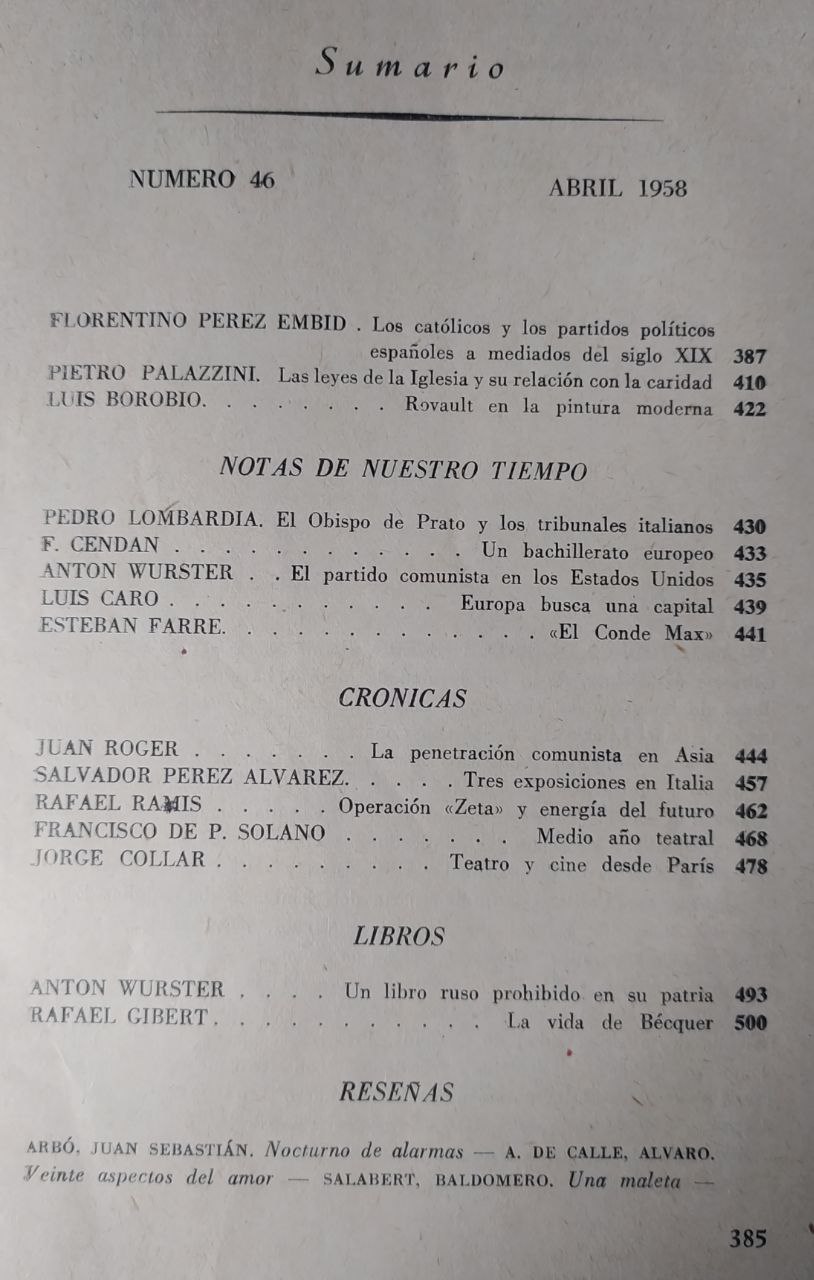 Sumario
NUMERO 46 ABRIL 1958
FLORENTINO PEREZ EMBID . Los católicos y los partidos políticos
españoles a mediados del siglo XIX 387
PIETRO PALAZZINI. Las leyes de la Iglesia y su relación con la caridad 410
LUIS BOROBIO. . . . . . . . Rovault en la pintura moderna 422
NOTAS DE NUESTRO TIEMPO
PEDRO LOMBARDIA. El Obispo de Prato y los tribunales italianos 430
F. CENDAN . . . . . . . . . . . . Un bachillerato europeo 433
ANTON WURSTER . . El partido comunista en los Estados Unidos 435
LUIS CARO . . . . . . . . . . . Europa busca una capital 439
ESTEBAN FARRE. . . . . . . . . . . . . «El Conde Max» 441
CRONICAS
JUAN ROGER . . . . . . . La penetración comunista en Asia 444
SALVADOR PEREZ ALVAREZ. . . . . Tres exposiciones en Italia 457
RAFAEL RAMIS . . . . . Operación «Zeta» y energía del futuro 462
FRANCISCO DE P. SOLANO . . . . . . . Medio año teatral 468
JORGE COLLAR . . . . . . . . . Teatro y cine desde París 478
LIBROS
ANTON WURSTER . . . . Un libro ruso prohibido en su patria 493
RAFAEL GIBERT. . . . . . . . . . . La vida de Bécquer 500
RESEÑAS
ARBÓ, JUAN SEBASTIÁN. Nocturno de alarmas — A. DE CALLE, ALVARO.
Veinte aspectos del amor — SALABERT, BALDOMERO. Una maleta —
385